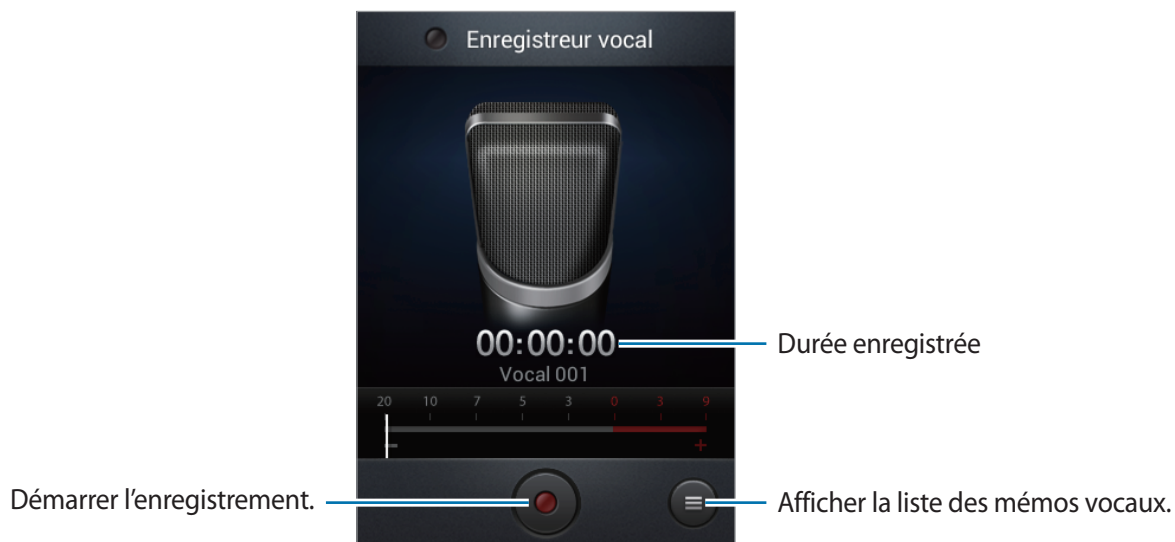 Enregistreur vocal
00:00:00
Durée enregistrée
Vocal 001
20 10 7 5 3 0 3 9
- +
Démarrer l'enregistrement.
Afficher la liste des mémos vocaux.